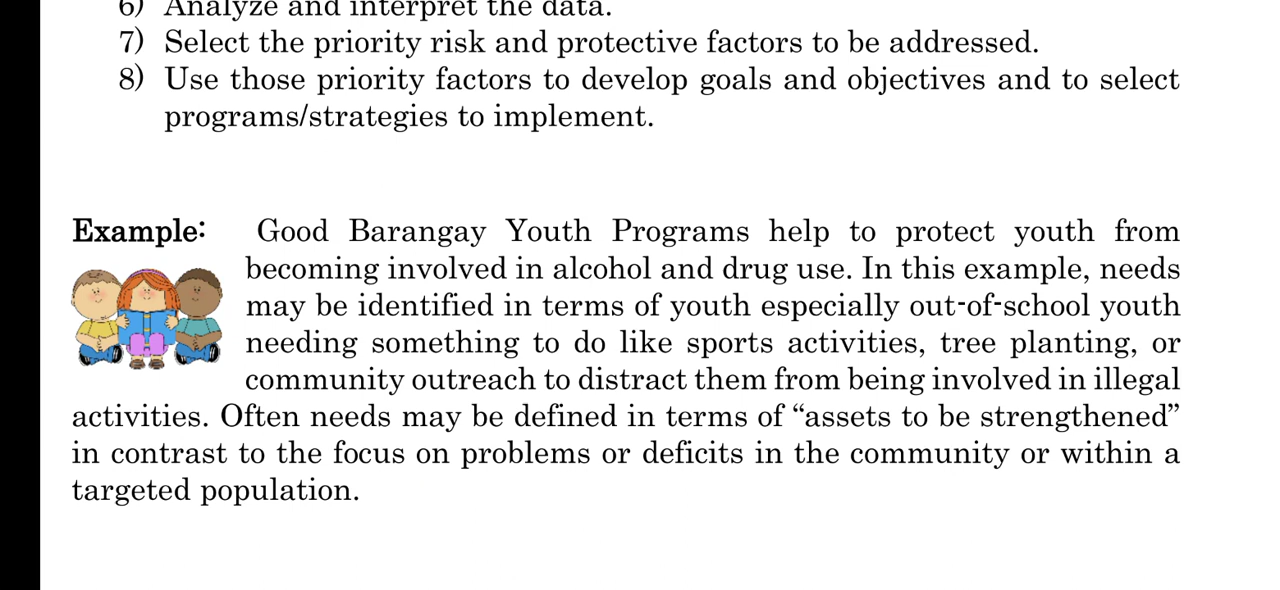 6) Analyze and interpret the data.
7) Select the priority risk and protective factors to be addressed.
8) Use those priority factors to develop goals and objectives and to select
programs/strategies to implement.
Example: Good Barangay Youth Programs help to protect youth from
becoming involved in alcohol and drug use. In this example, needs
may be identified in terms of youth especially out-of-school youth
needing something to do like sports activities, tree planting, or
community outreach to distract them from being involved in illegal
activities. Often needs may be defined in terms of “assets to be strengthened”
in contrast to the focus on problems or deficits in the community or within a
targeted population.